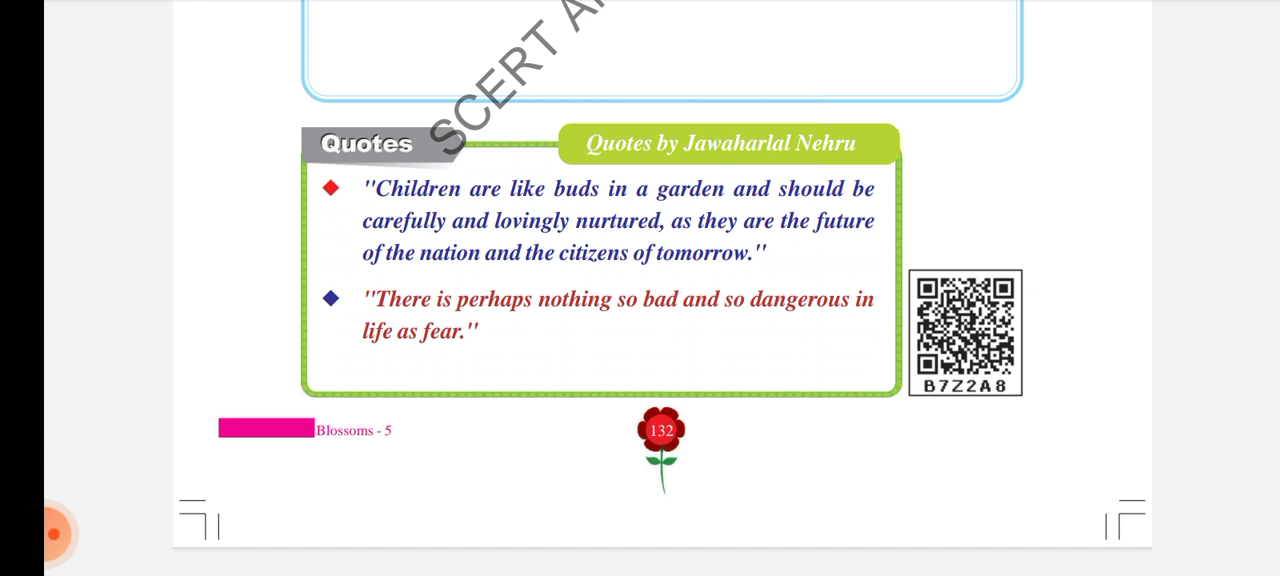 SCERT
Quotes
Quotes by Jawaharlal Nehru
"Children are like buds in a garden and should be
carefully and lovingly nurtured, as they are the future
of the nation and the citizens of tomorrow."
"There is perhaps nothing so bad and so dangerous in
life as fear."
B7Z2A8
Blossoms - 5
132